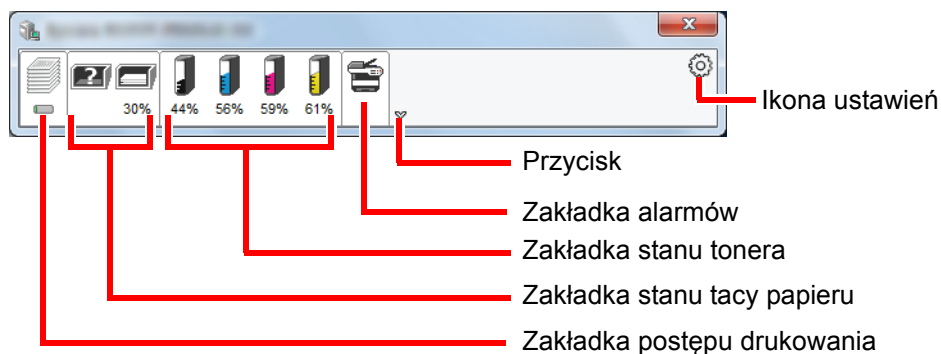 ?
30% 44% 56% 59% 61%
Ikona ustawień
Przycisk
Zakładka alarmów
Zakładka stanu tonera
Zakładka stanu tacy papieru
Zakładka postępu drukowania